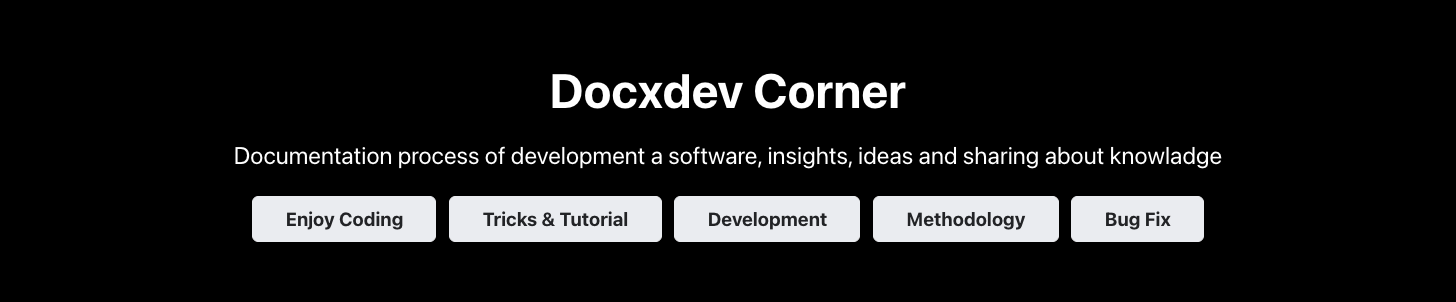 Docxdev Corner
Documentation process of development a software, insights, ideas and sharing about knowladge
Enjoy Coding Tricks & Tutorial Development Methodology Bug Fix